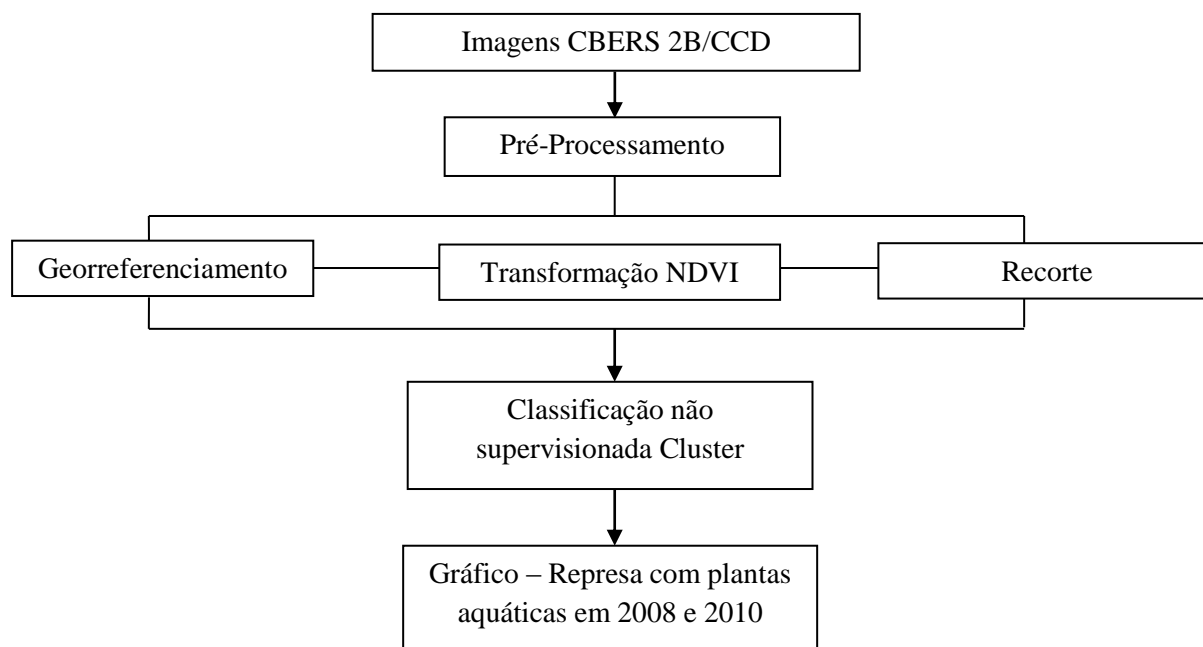 Imagens CBERS 2B/CCD
Pré-Processamento
Georreferenciamento
Transformação NDVI
Recorte
Classificação não
supervisionada Cluster
Gráfico – Represa com plantas
aquáticas em 2008 e 2010